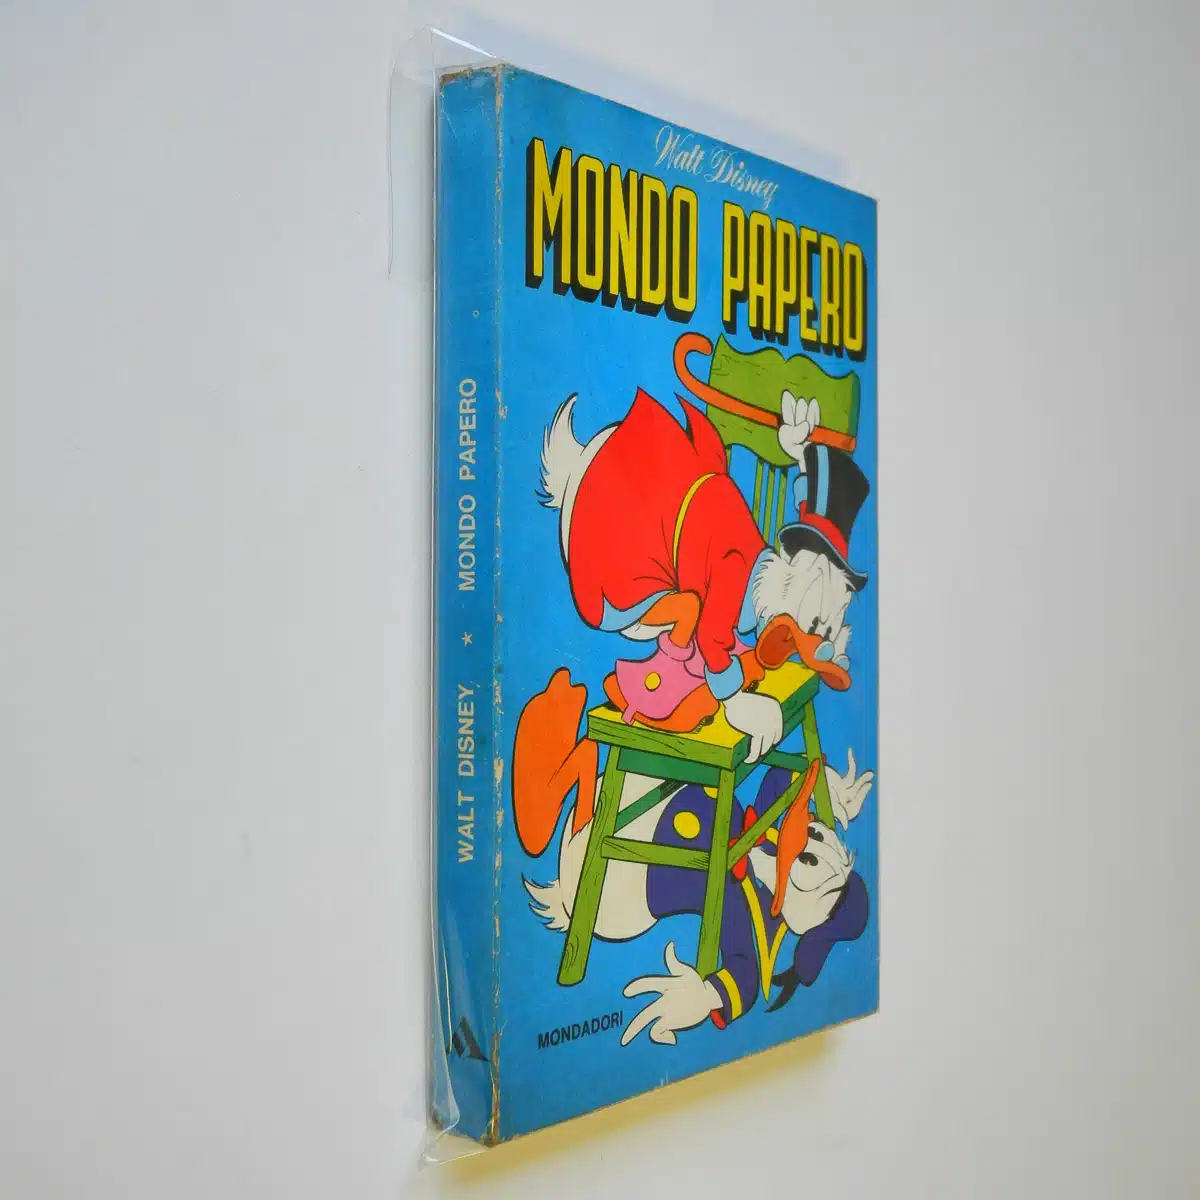 Walt Disney
MONDO PAPERO
MONDADORI
WALT DISNEY * MONDO PAPERO